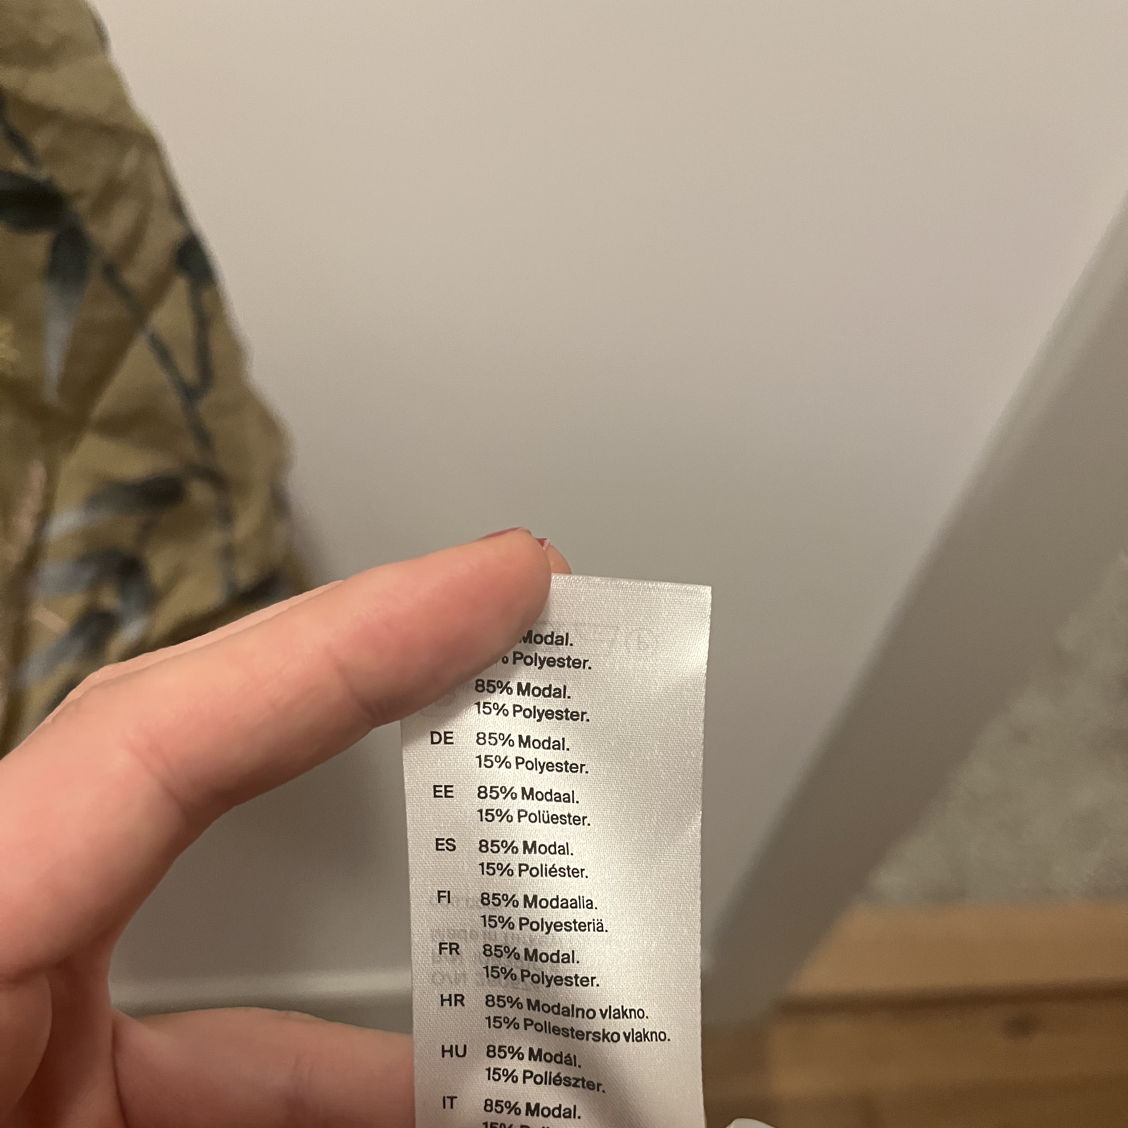 Modal.
% Polyester.
85% Modal.
15% Polyester.
DE 85% Modal.
15% Polyester.
EE 85% Modaal.
15% Polüester.
ES 85% Modal.
15% Poliéster.
FI 85% Modaalia.
15% Polyesteriä.
FR 85% Modal.
15% Polyester.
HR 85% Modalno vlakno.
15% Poliestersko vlakno.
HU 85% Modál.
15% Poliészter.
IT 85% Modal.
15%